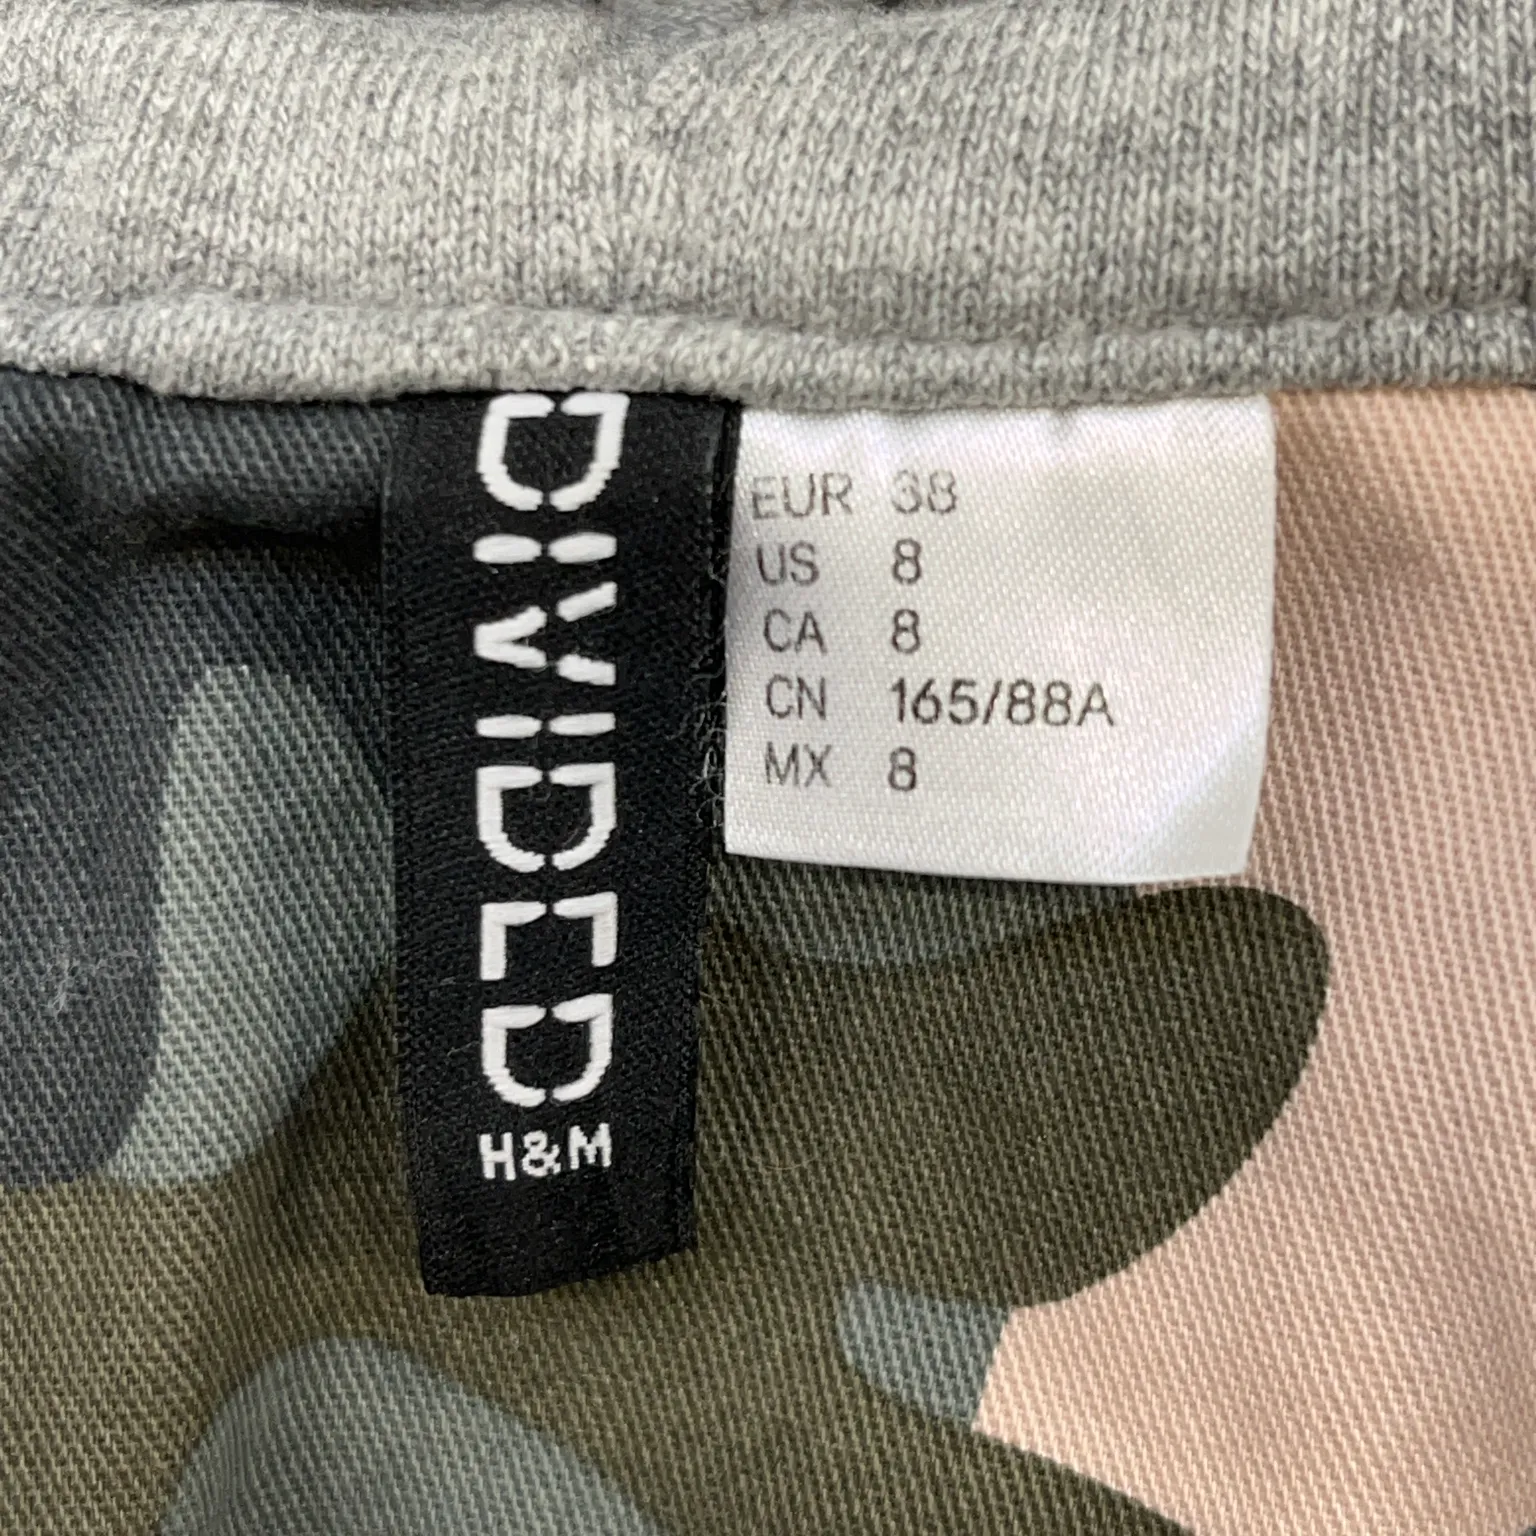 DIVIDED
H&M
EUR 38
US 8
CA 8
CN 165/88A
MX 8